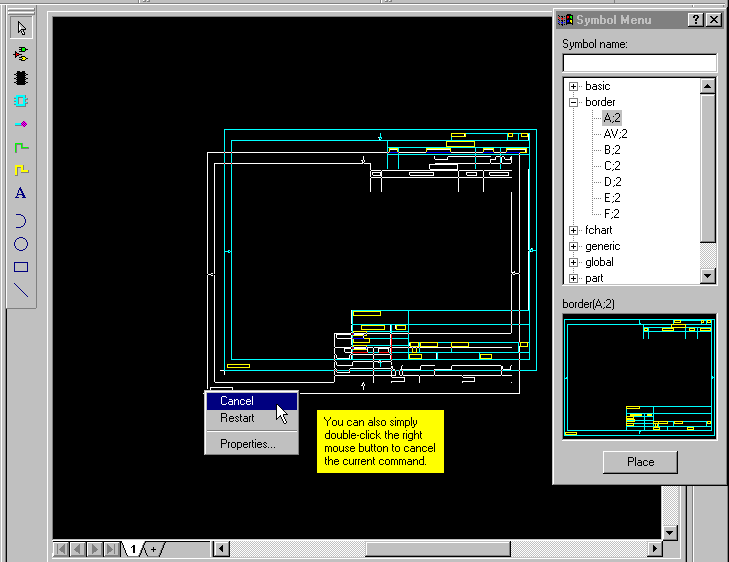 Symbol Menu
Symbol name:
basic
border
A;2
AV;2
B;2
C;2
D;2
E;2
F;2
fchart
generic
global
part
border(A;2)
Place
A
Cancel
Restart
Properties...
You can also simply
double-click the right
mouse button to cancel
the current command.
1
+